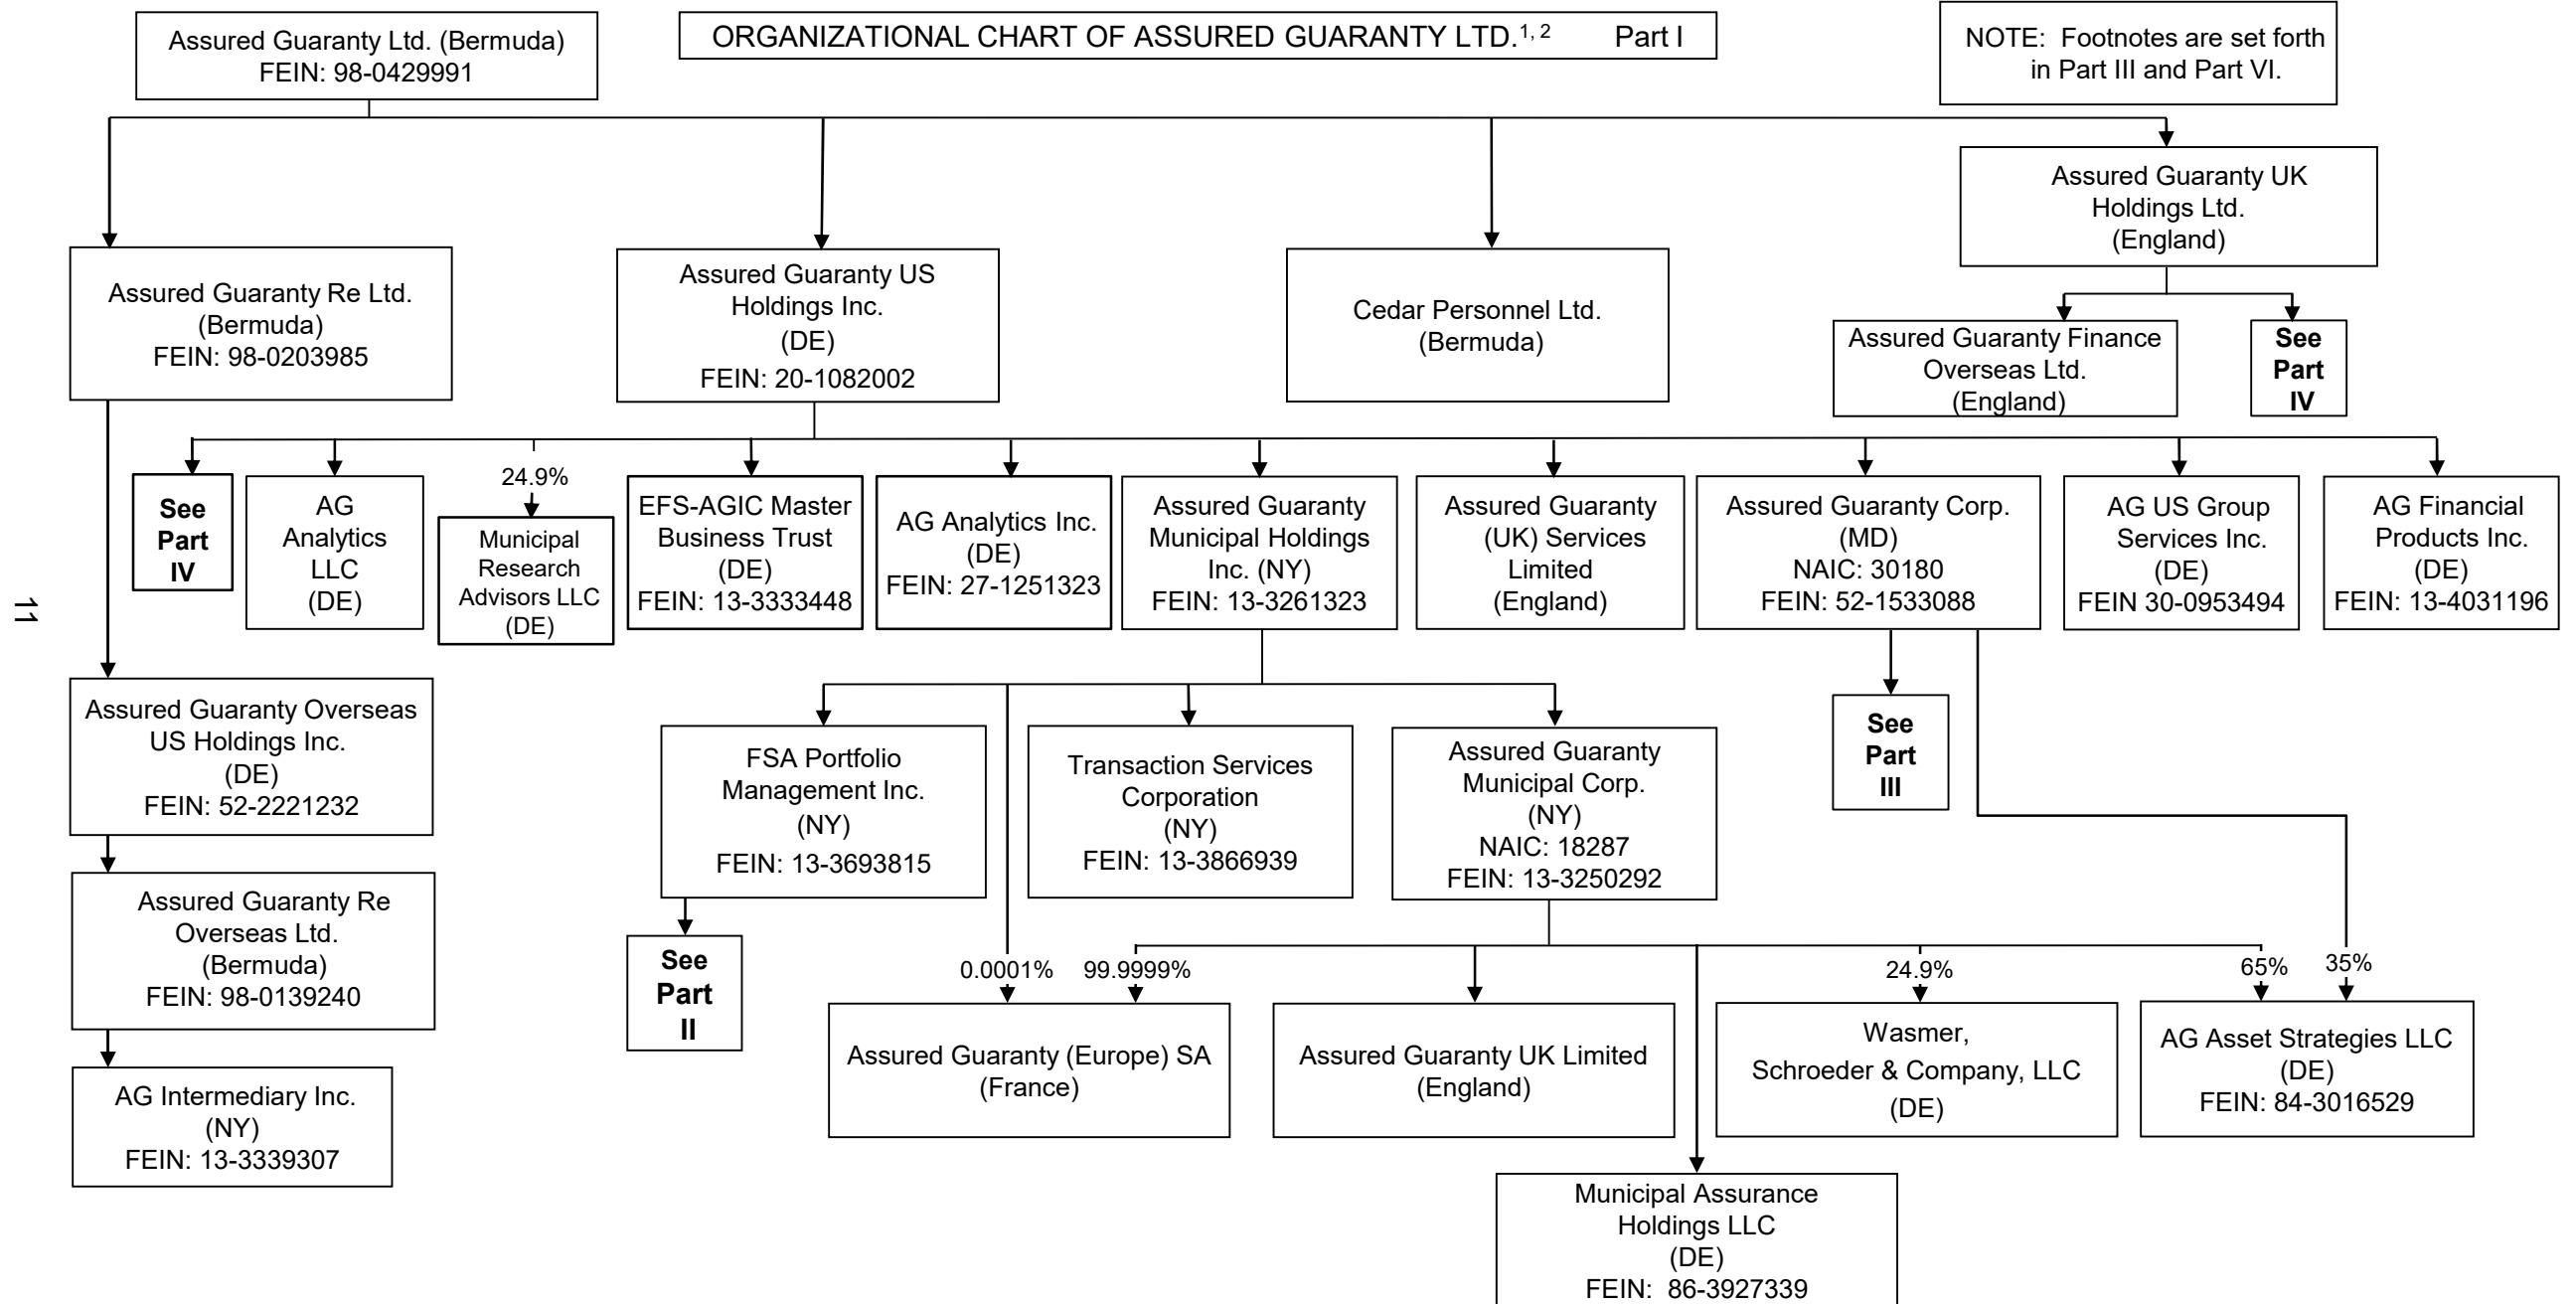 Assured Guaranty Ltd. (Bermuda)
FEIN: 98-0429991
ORGANIZATIONAL CHART OF ASSURED GUARANTY LTD.1, 2 Part I
NOTE: Footnotes are set forth
in Part III and Part VI.
Assured Guaranty UK
Holdings Ltd.
(England)
Assured Guaranty Re Ltd.
(Bermuda)
FEIN: 98-0203985
Assured Guaranty US
Holdings Inc.
(DE)
FEIN: 20-1082002
Cedar Personnel Ltd.
(Bermuda)
Assured Guaranty Finance
Overseas Ltd.
(England)
See
Part
IV
See
Part
IV
AG
Analytics
LLC
(DE)
24.9%
Municipal
Research
Advisors LLC
(DE)
EFS-AGIC Master
Business Trust
(DE)
FEIN: 13-3333448
AG Analytics Inc.
(DE)
FEIN: 27-1251323
Assured Guaranty
Municipal Holdings
Inc. (NY)
FEIN: 13-3261323
Assured Guaranty
(UK) Services
Limited
(England)
Assured Guaranty Corp.
(MD)
NAIC: 30180
FEIN: 52-1533088
AG US Group
Services Inc.
(DE)
FEIN 30-0953494
AG Financial
Products Inc.
(DE)
FEIN: 13-4031196
11
Assured Guaranty Overseas
US Holdings Inc.
(DE)
FEIN: 52-2221232
FSA Portfolio
Management Inc.
(NY)
FEIN: 13-3693815
Transaction Services
Corporation
(NY)
FEIN: 13-3866939
Assured Guaranty
Municipal Corp.
(NY)
NAIC: 18287
FEIN: 13-3250292
See
Part
III
Assured Guaranty Re
Overseas Ltd.
(Bermuda)
FEIN: 98-0139240
See
Part
II
0.0001%
99.9999%
24.9%
65%
35%
Assured Guaranty (Europe) SA
(France)
Assured Guaranty UK Limited
(England)
Wasmer,
Schroeder & Company, LLC
(DE)
AG Asset Strategies LLC
(DE)
FEIN: 84-3016529
AG Intermediary Inc.
(NY)
FEIN: 13-3339307
Municipal Assurance
Holdings LLC
(DE)
FEIN: 86-3927339